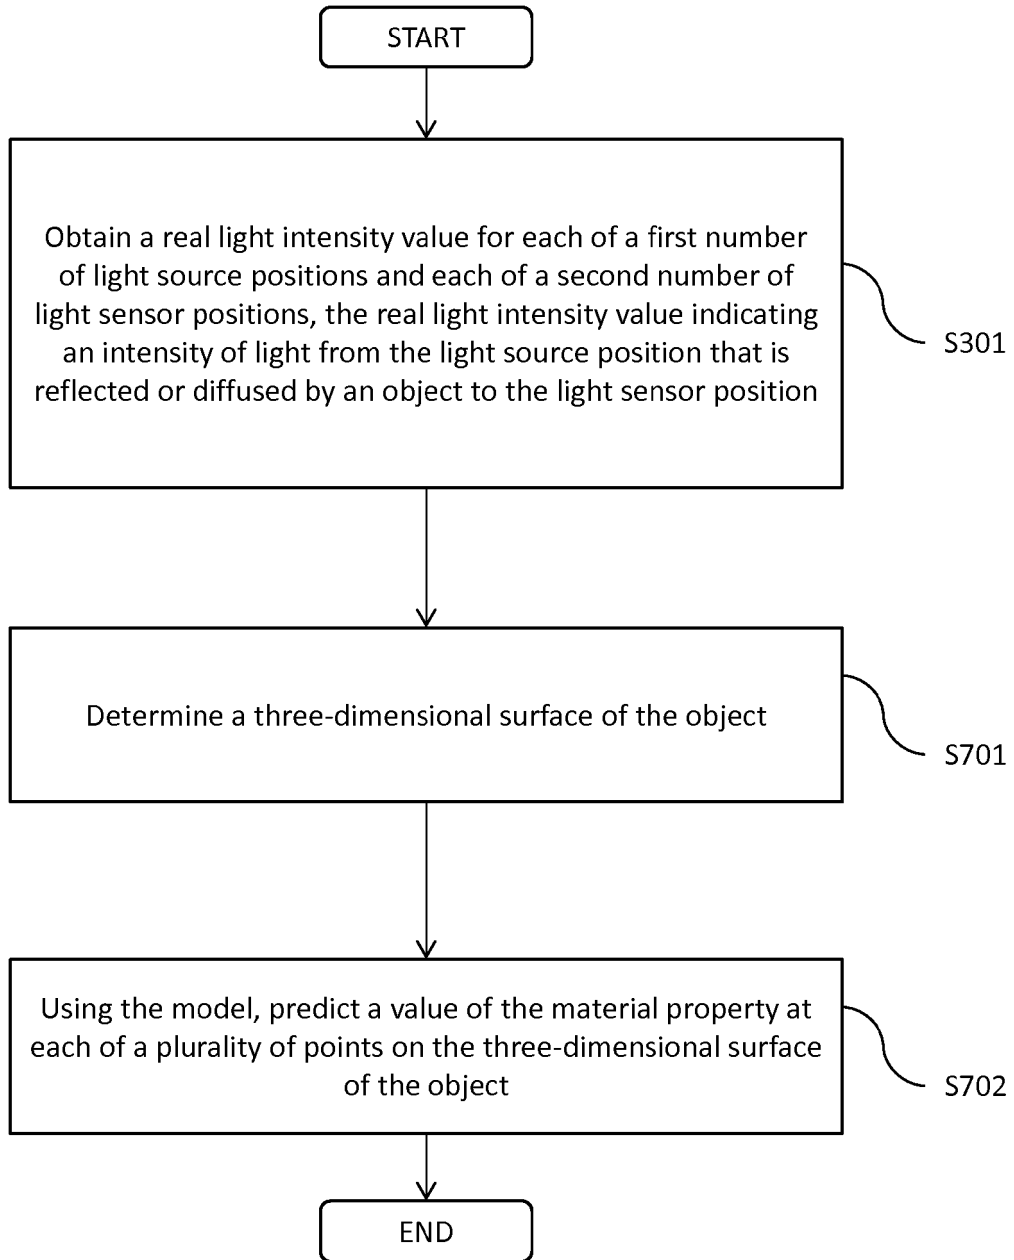 START
Obtain a real light intensity value for each of a first number
of light source positions and each of a second number of
light sensor positions, the real light intensity value indicating
an intensity of light from the light source position that is
reflected or diffused by an object to the light sensor position
S301
Determine a three-dimensional surface of the object
S701
Using the model, predict a value of the material property at
each of a plurality of points on the three-dimensional surface
of the object
S702
END